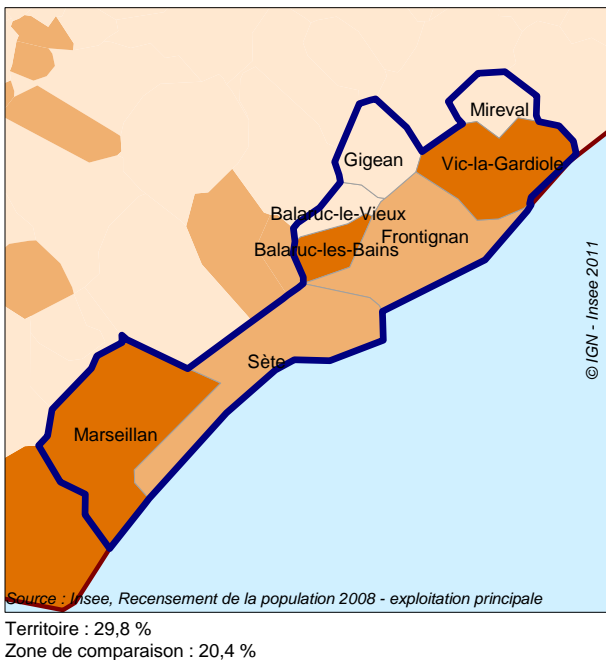 Mireval
Gigean
Vic-la-Gardiole
Balaruc-le-Vieux
Frontignan
Balaruc-les-Bains
© IGN - Insee 2011
Sète
Marseillan
Source : Insee, Recensement de la population 2008 - exploitation principale
Territoire : 29,8 %
Zone de comparaison : 20,4 %